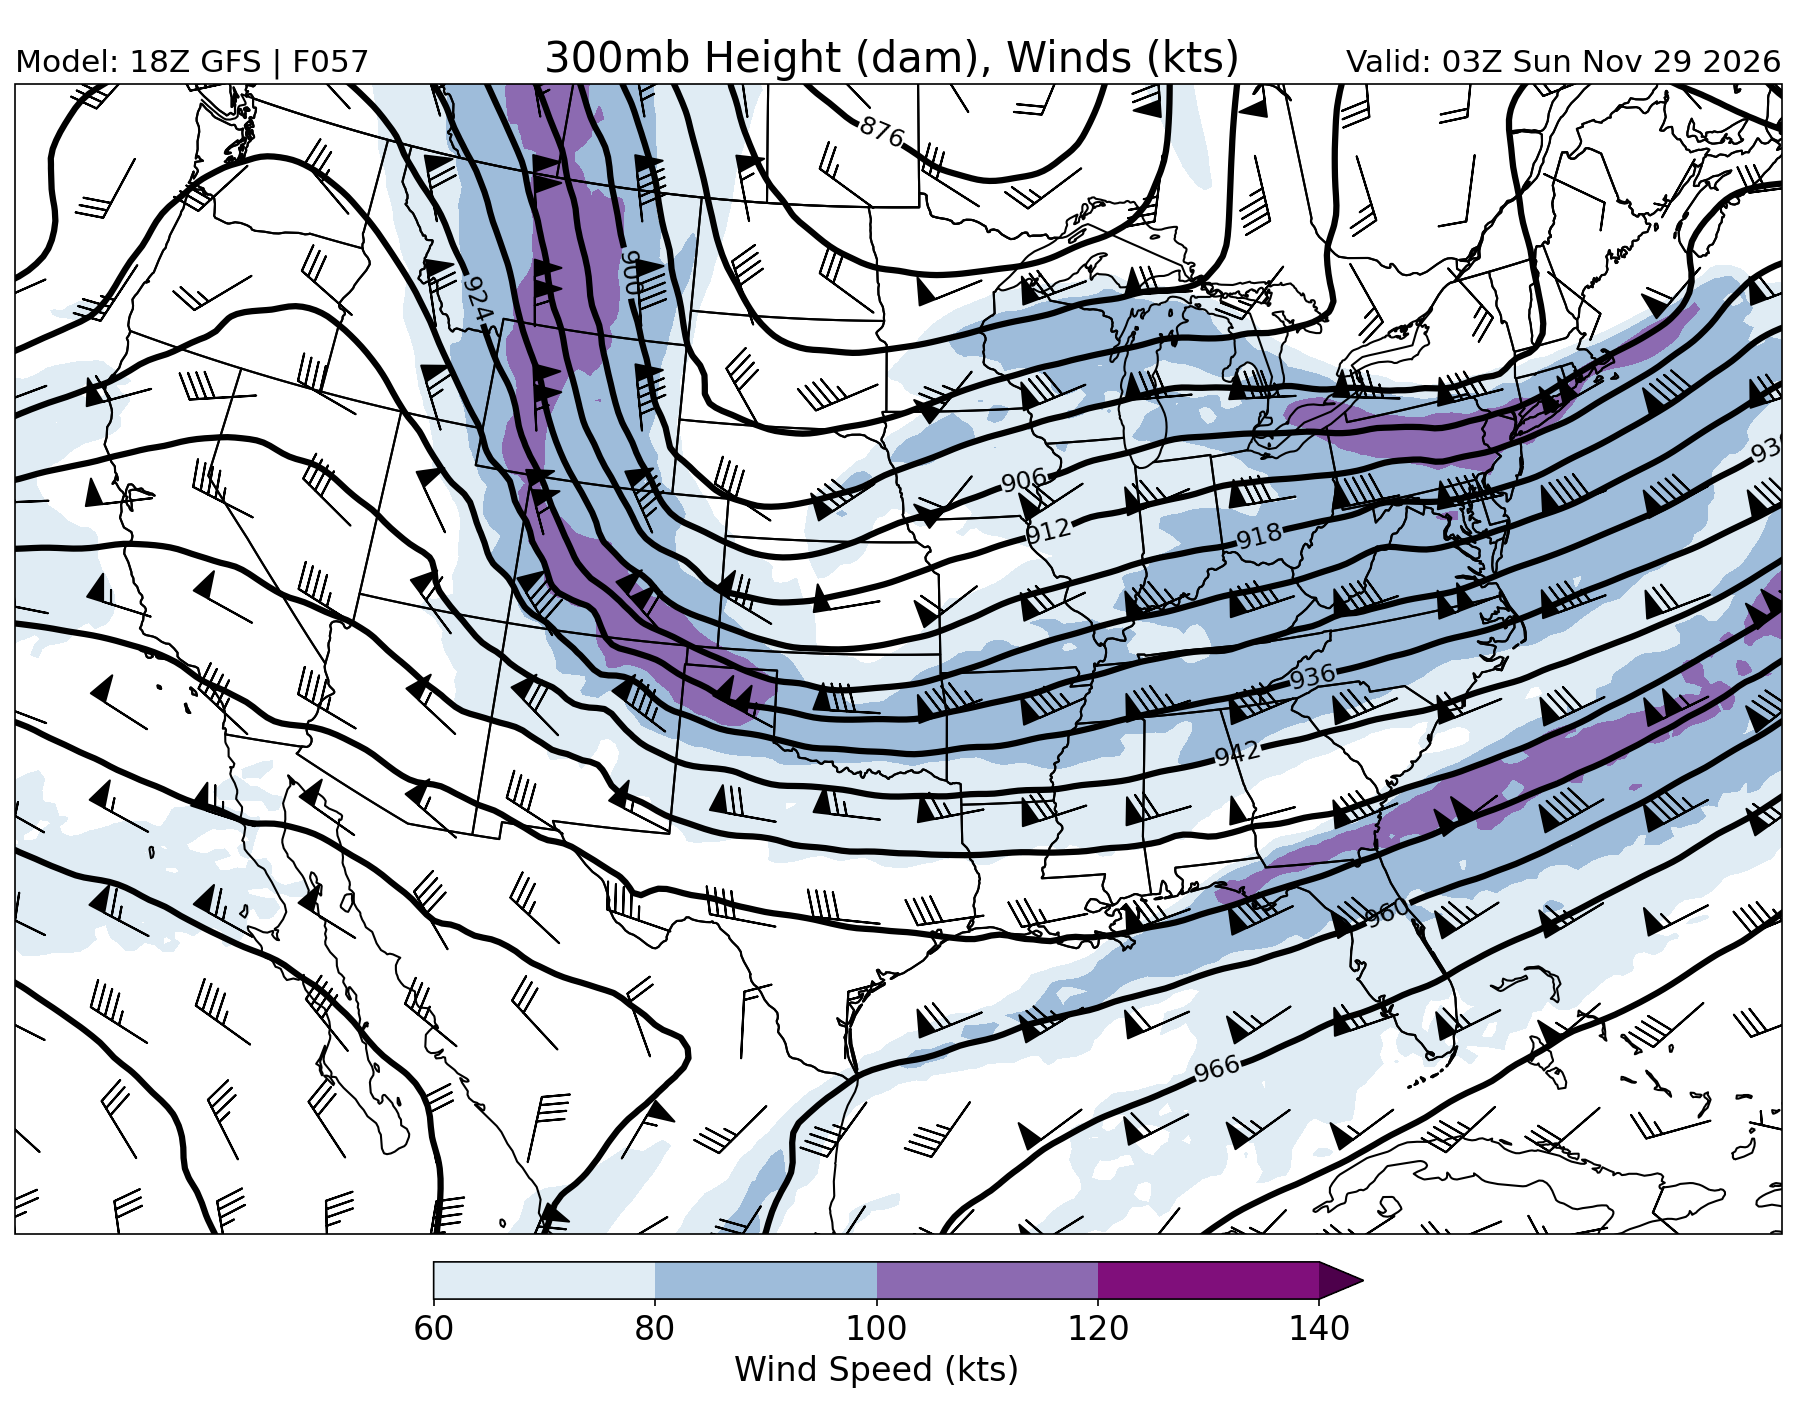 Model: 18Z GFS | F057
300mb Height (dam), Winds (kts)
Valid: 03Z Sun Nov 29 2026
876
900
924
906
912
918
936
942
960
966
60 80 100 120 140
Wind Speed (kts)